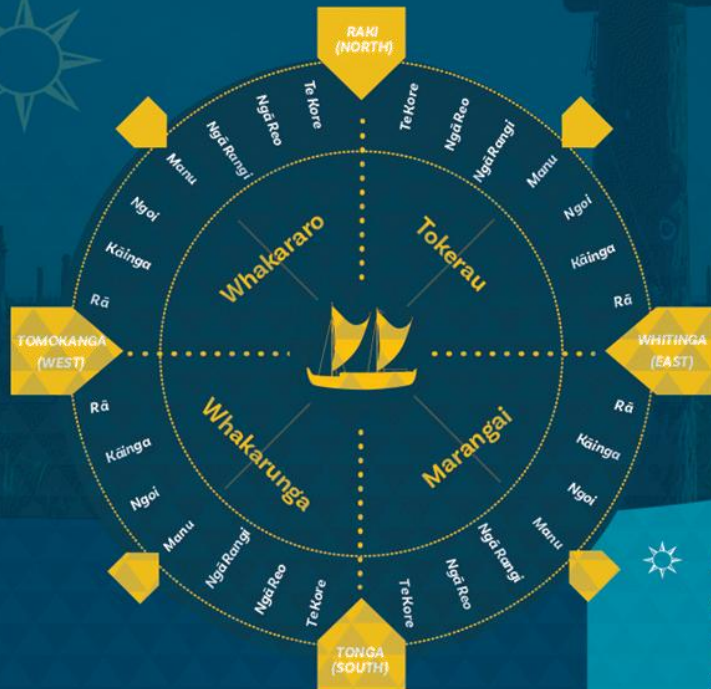 RAKI
(NORTH)
Te Kore
Te Kore
Ngā Reo
Ngā Reo
Ngā Rangi
Ngā Rangi
Manu
Manu
Ngoi
Ngoi
Kāinga
Kāinga
Rā
Rā
Whakararo
Tokerau
TOMOKANGA
(WEST)
WHITINGA
(EAST)
Whakarunga
Marangai
Rā
Rā
Kāinga
Kāinga
Ngoi
Ngoi
Manu
Manu
Ngā Rangi
Ngā Rangi
Ngā Reo
Ngā Reo
Te Kore
Te Kore
TONGA
(SOUTH)